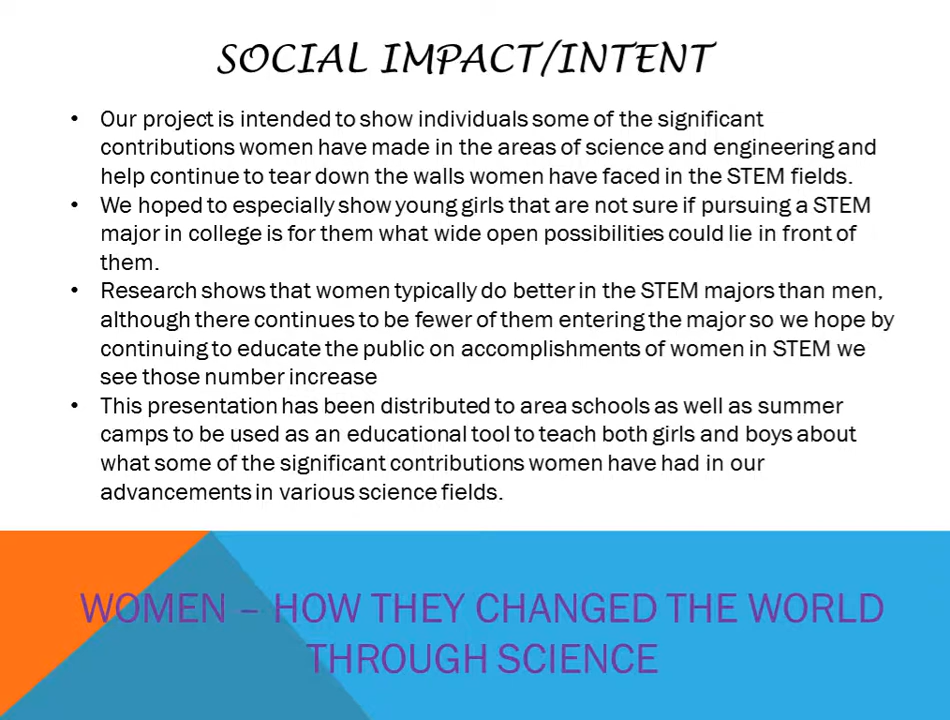 SOCIAL IMPACT/INTENT
• Our project is intended to show individuals some of the significant
contributions women have made in the areas of science and engineering and
help continue to tear down the walls women have faced in the STEM fields.
• We hoped to especially show young girls that are not sure if pursuing a STEM
major in college is for them what wide open possibilities could lie in front of
them.
• Research shows that women typically do better in the STEM majors than men,
although there continues to be fewer of them entering the major so we hope by
continuing to educate the public on accomplishments of women in STEM we
see those number increase
• This presentation has been distributed to area schools as well as summer
camps to be used as an educational tool to teach both girls and boys about
what some of the significant contributions women have had in our
advancements in various science fields.
WOMEN – HOW THEY CHANGED THE WORLD
THROUGH SCIENCE